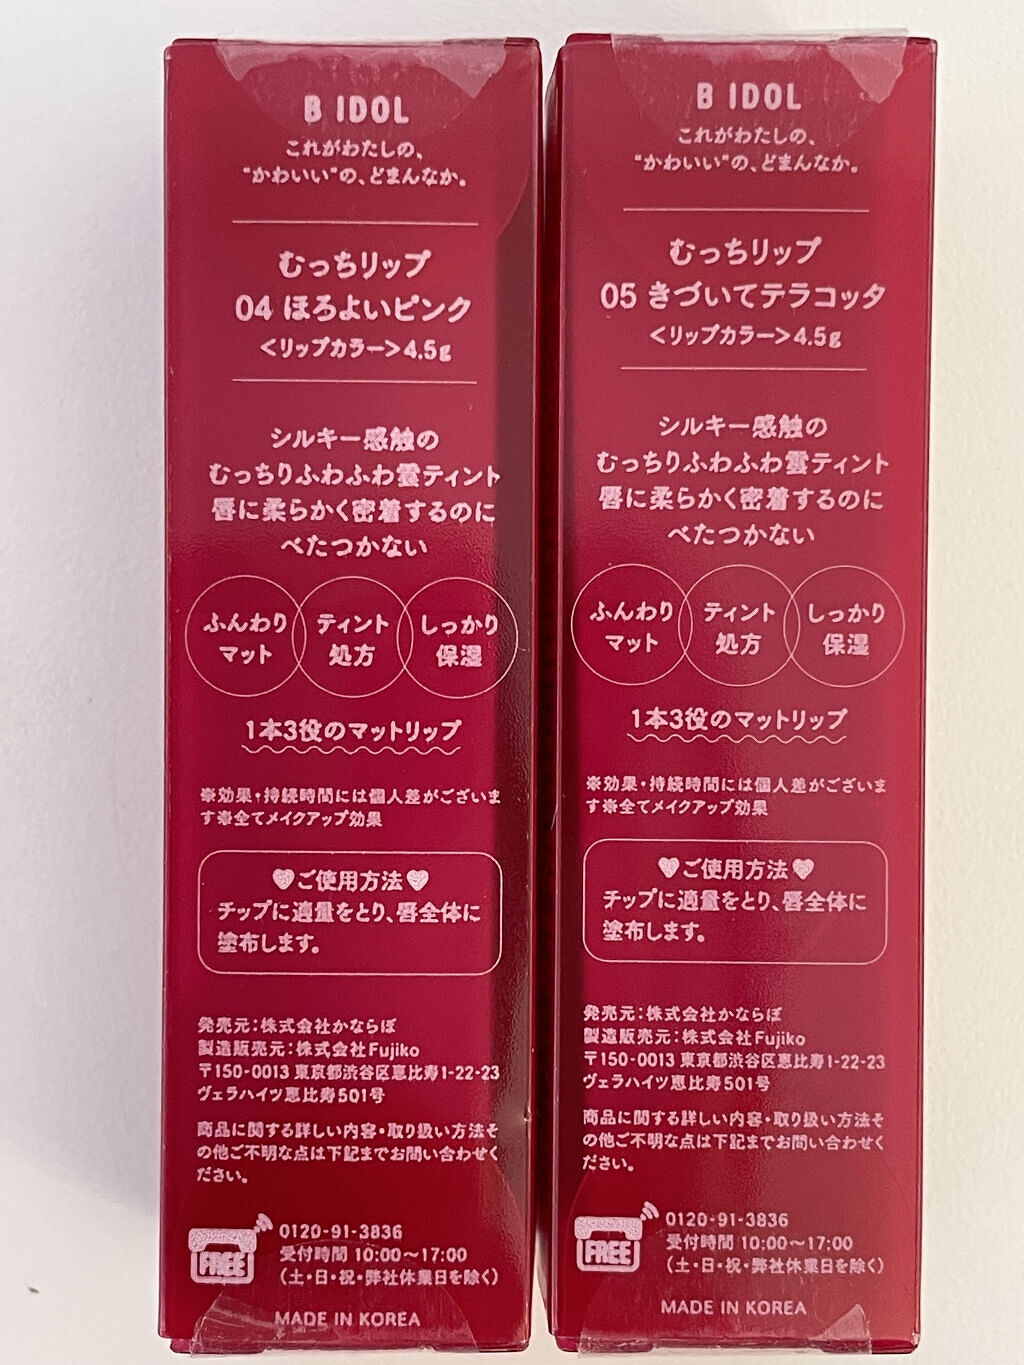 B IDOL
これがわたしの、
"かわいい"の、どまんなか。
むっちリップ
04 ほろよいピンク
<リップカラー>4.5g
シルキー感触の
むっちりふわふわ雲ティント
唇に柔らかく密着するのに
べたつかない
ふんわり
マット
ティント
処方
しっかり
保湿
1本3役のマットリップ
※効果・持続時間には個人差がございま
す※全てメイクアップ効果
♥ご使用方法♥
チップに適量をとり、唇全体に
塗布します。
発売元:株式会社かならぼ
製造販売元:株式会社Fujiko
〒150-0013 東京都渋谷区恵比寿1-22-23
ヴェラハイツ恵比寿501号
商品に関する詳しい内容・取り扱い方法そ
の他ご不明な点は下記までお問い合わせく
ださい。
FREE
0120-91-3836
受付時間 10:00〜17:00
(土・日・祝・弊社休業日を除く)
MADE IN KOREA
B IDOL
これがわたしの、
"かわいい"の、どまんなか。
むっちリップ
05 きづいてテラコッタ
<リップカラー>4.5g
シルキー感触の
むっちりふわふわ雲ティント
唇に柔らかく密着するのに
べたつかない
ふんわり
マット
ティント
処方
しっかり
保湿
1本3役のマットリップ
※効果・持続時間には個人差がございま
す※全てメイクアップ効果
♥ご使用方法♥
チップに適量をとり、唇全体に
塗布します。
発売元:株式会社かならぼ
製造販売元:株式会社Fujiko
〒150-0013 東京都渋谷区恵比寿1-22-23
ヴェラハイツ恵比寿501号
商品に関する詳しい内容・取り扱い方法そ
の他ご不明な点は下記までお問い合わせく
ださい。
FREE
0120-91-3836
受付時間 10:00〜17:00
(土・日・祝・弊社休業日を除く)
MADE IN KOREA